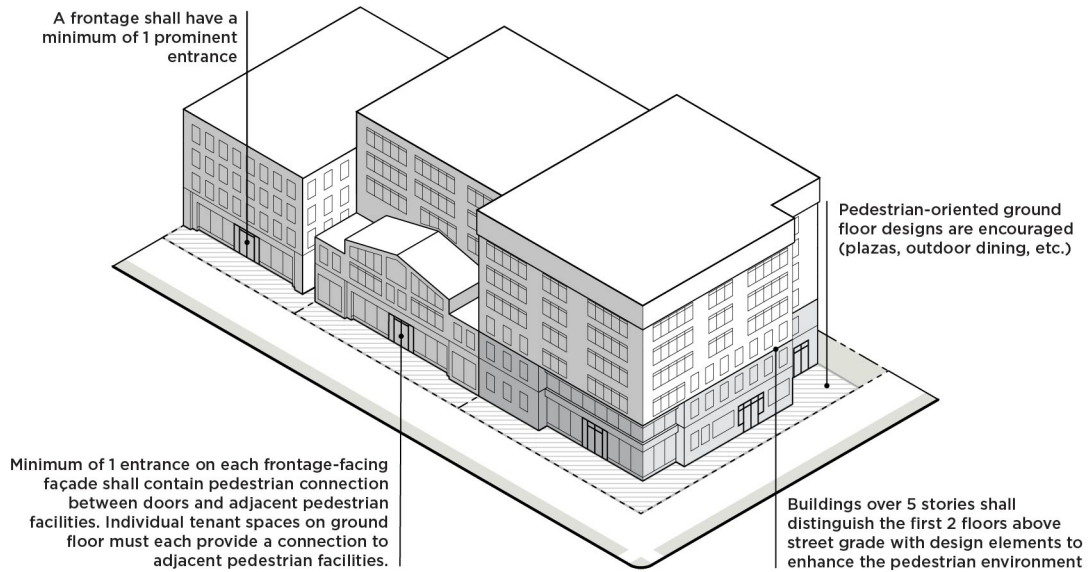 A frontage shall have a
minimum of 1 prominent
entrance
Pedestrian-oriented ground
floor designs are encouraged
(plazas, outdoor dining, etc.)
Minimum of 1 entrance on each frontage-facing
façade shall contain pedestrian connection
between doors and adjacent pedestrian
facilities. Individual tenant spaces on ground
floor must each provide a connection to
adjacent pedestrian facilities.
Buildings over 5 stories shall
distinguish the first 2 floors above
street grade with design elements to
enhance the pedestrian environment